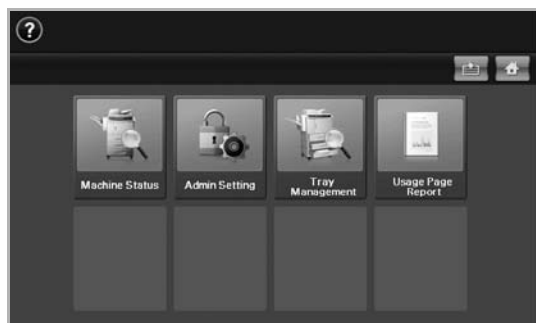 ?
Machine Status
Admin Setting
Tray
Management
Usage Page
Report